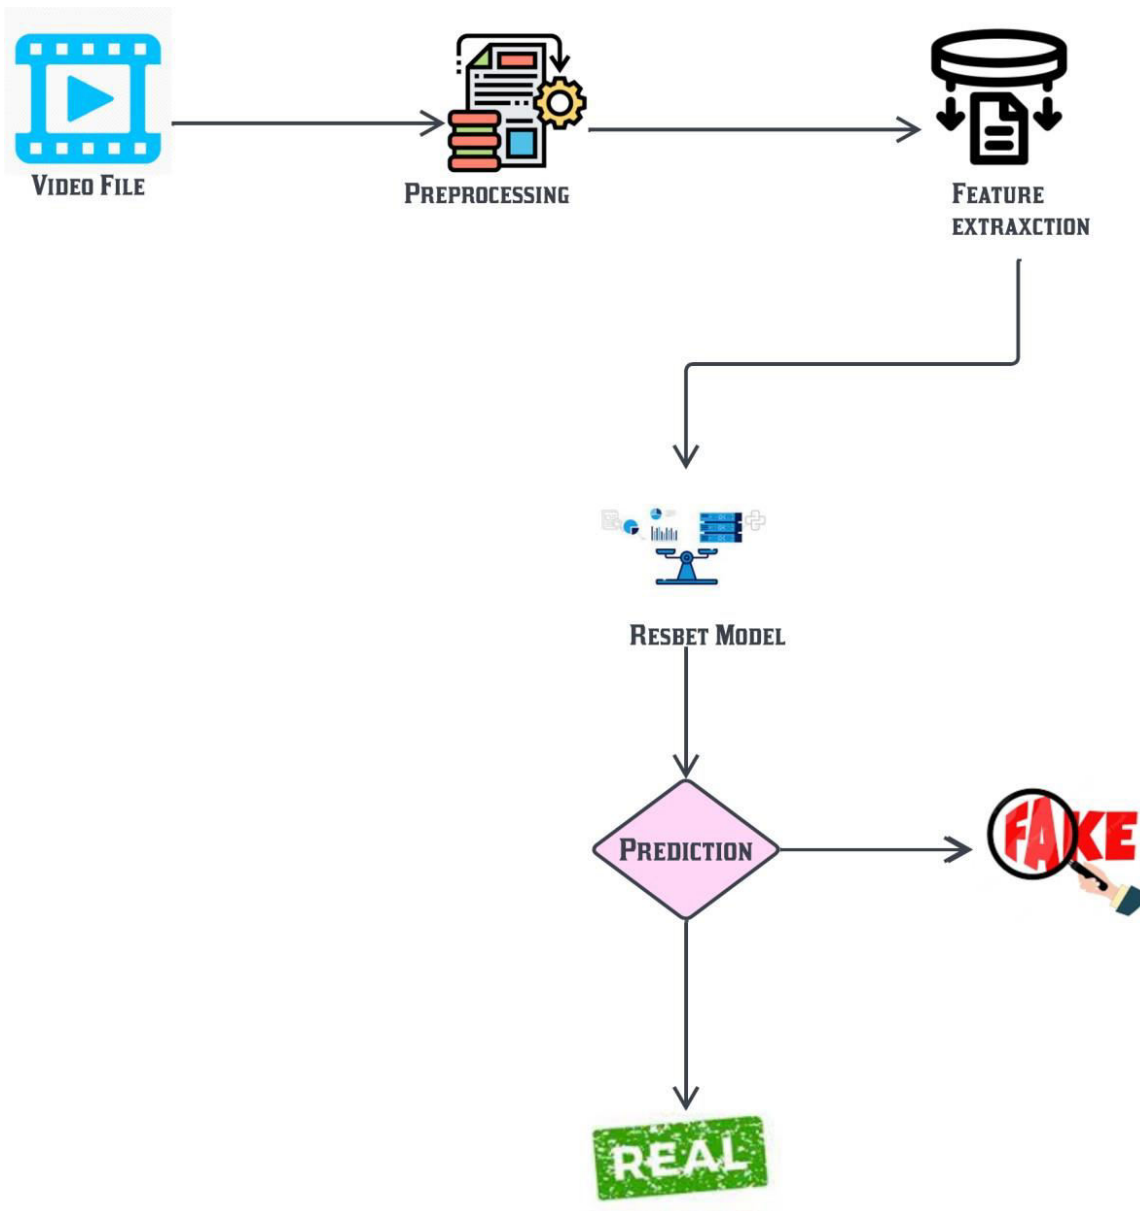 Video File
Preprocessing
Feature
extraxction
Resbet Model
Prediction
FAKE
REAL